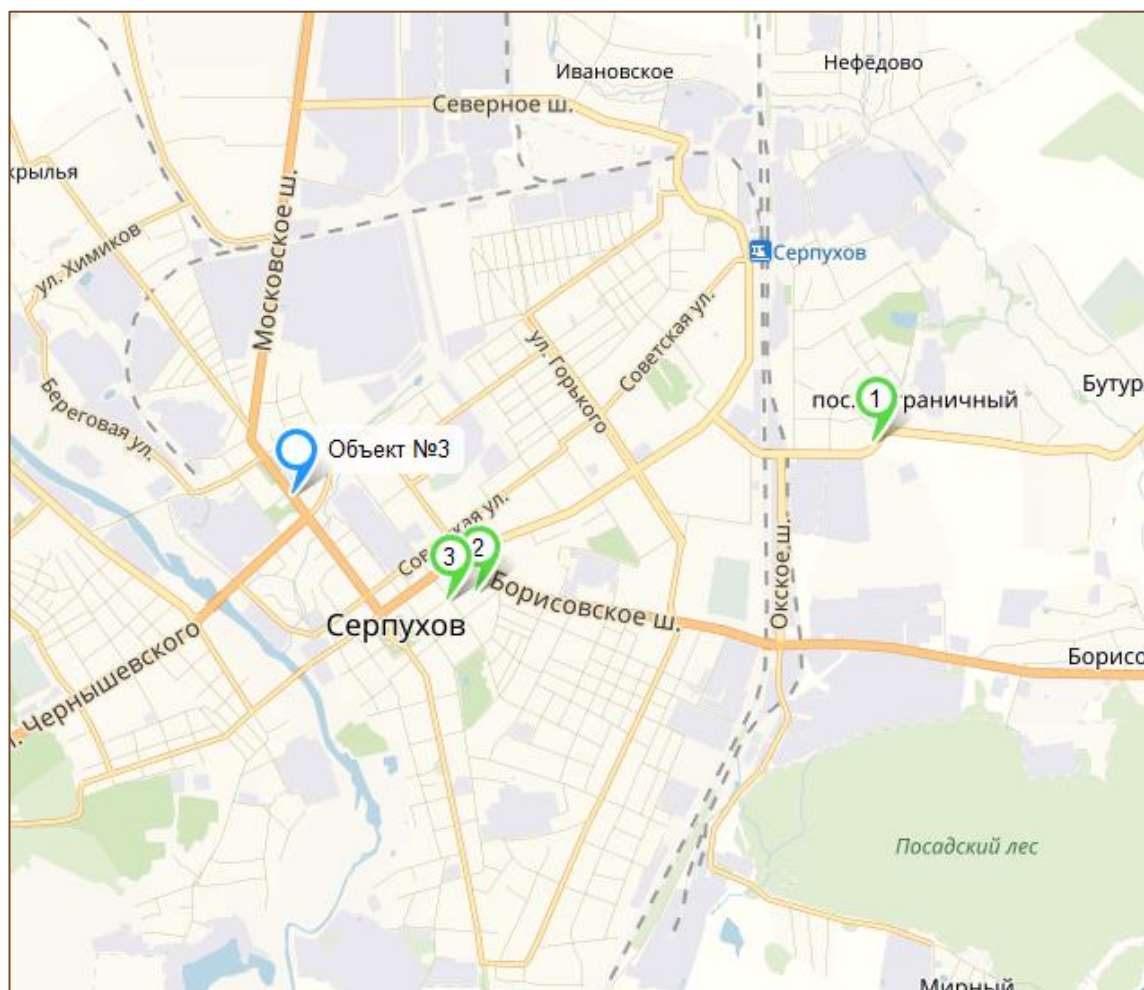 Ивановское
Нефёдово
Северное ш.
крылья
ул. Химиков
Московское ш.
Серпухов
Советская ул.
ул. Горького
Береговая ул.
1
пос.
раничный
Бутур
Объект №3
Советская ул.
3
2
Борисовское ш.
Окское ш.
Серпухов
Борисо
Чернышевского
Посадский лес
Мирный